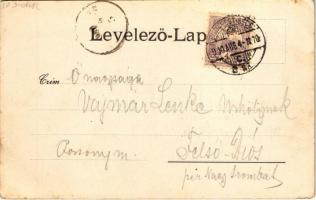 Levelező-Lap
Czim Ő nagysága
Vajmár Lenke Urhölgynek
Pozsony m. Felső-Diós
per Nagy Szombat